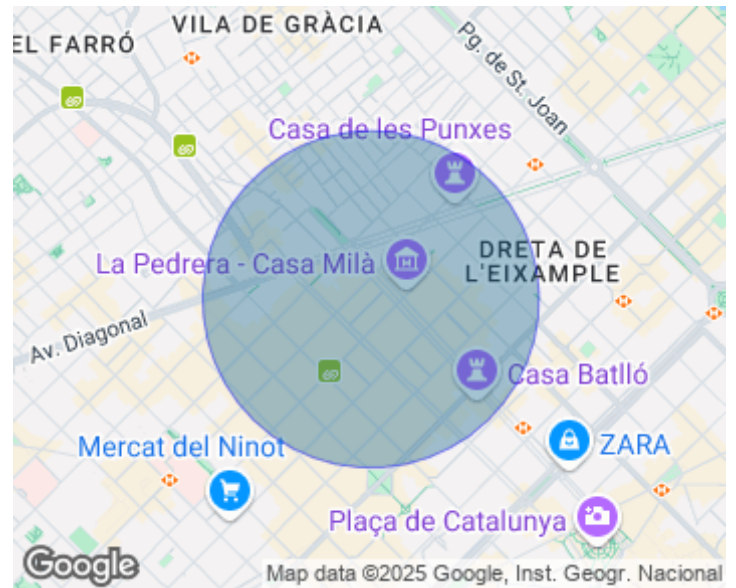 VILA DE GRÀCIA
EL FARRÓ
Pg. de St. Joan
Casa de les Punxes
La Pedrera - Casa Milà
DRETA DE
L'EIXAMPLE
Av. Diagonal
Casa Batlló
Mercat del Ninot
ZARA
Plaça de Catalunya
Google
Map data ©2025 Google, Inst. Geogr. Nacional